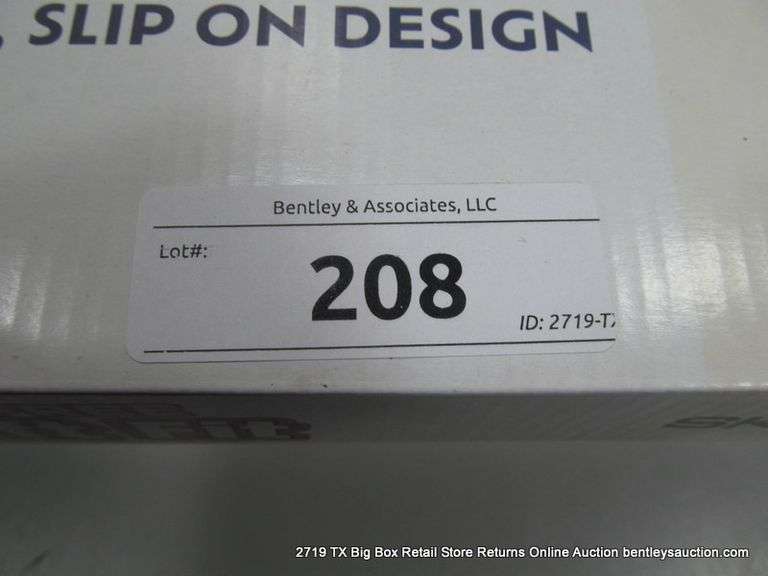 , SLIP ON DESIGN
Bentley & Associates, LLC
Lot#:
208
ID: 2719-TX
SK
2719 TX Big Box Retail Store Returns Online Auction bentleysauction.com